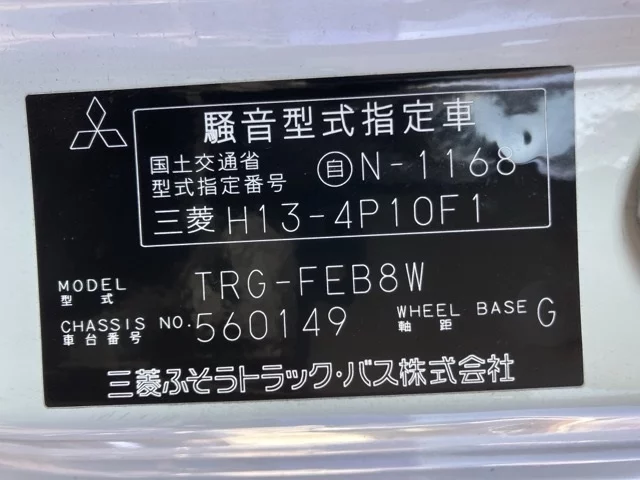 騒音型式指定車
国土交通省
型式指定番号 自 N-1168
三菱 H13-4P10F1
MODEL
型式 TRG-FEB8W
CHASSIS NO.
車台番号 560149 WHEEL BASE
軸距 G
三菱ふそうトラック・バス株式会社